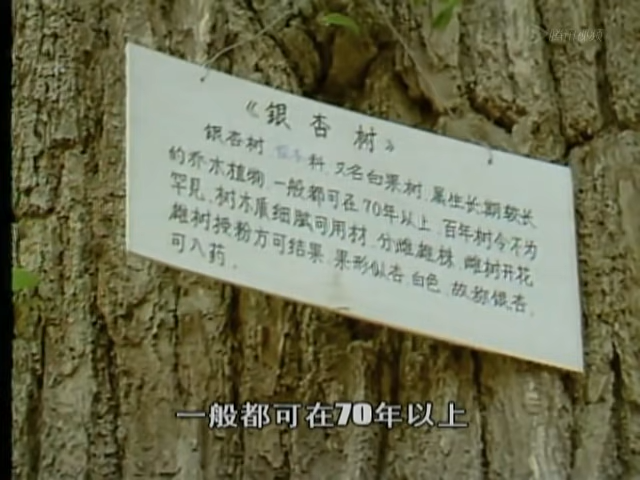 《银杏树》
银杏树 科,又名白果树,属生长期较长
的乔木植物,一般都可在70年以上,百年树令不为
罕见,树木质细腻可用材,分雌雄株,雌树开花
雄树授粉方可结果,果形似杏,白色,故称银杏,
可入药.
一般都可在70年以上